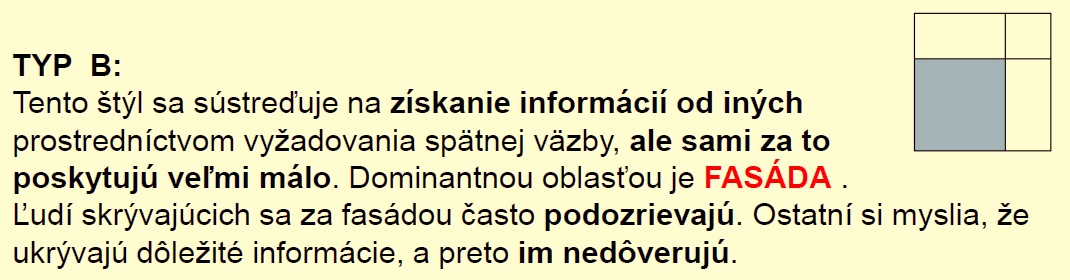 TYP B:
Tento štýl sa sústreďuje na získanie informácií od iných
prostredníctvom vyžadovania spätnej väzby, ale sami za to
poskytujú veľmi málo. Dominantnou oblasťou je FASÁDA .
Ľudí skrývajúcich sa za fasádou často podozrievajú. Ostatní si myslia, že
ukrývajú dôležité informácie, a preto im nedôverujú.